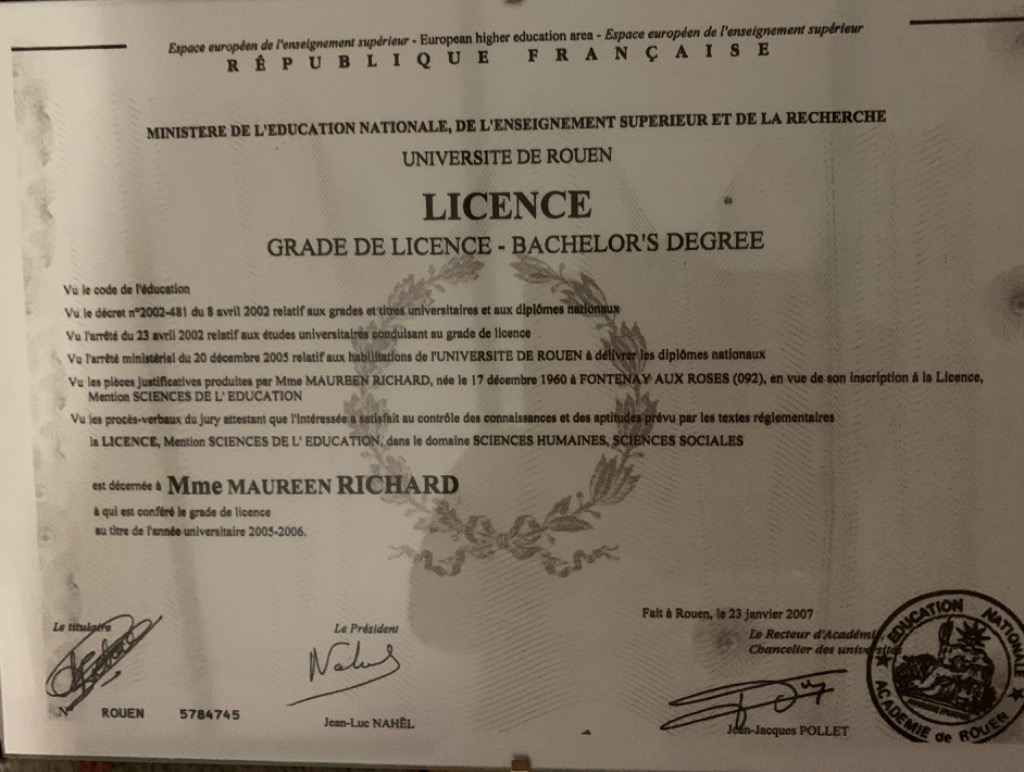 Espace européen de l'enseignement supérieur - European higher education area - Espace européen de l'enseignement supérieur
RÉPUBLIQUE FRANÇAISE
MINISTERE DE L'EDUCATION NATIONALE, DE L'ENSEIGNEMENT SUPERIEUR ET DE LA RECHERCHE
UNIVERSITE DE ROUEN
LICENCE
GRADE DE LICENCE - BACHELOR'S DEGREE
Vu le code de l'éducation
Vu le décret n°2002-481 du 8 avril 2002 relatif aux grades et titres universitaires et aux diplômes nationaux
Vu l'arrêté du 23 avril 2002 relatif aux études universitaires conduisant au grade de licence
Vu l'arrêté ministériel du 20 décembre 2005 relatif aux habilitations de l'UNIVERSITE DE ROUEN à délivrer les diplômes nationaux
Vu les pièces justificatives produites par Mme MAUREEN RICHARD, née le 17 décembre 1960 à FONTENAY AUX ROSES (092), en vue de son inscription à la Licence,
Mention SCIENCES DE L' EDUCATION
Vu les procès-verbaux du jury attestant que l'intéressée a satisfait au contrôle des connaissances et des aptitudes prévu par les textes réglementaires
la LICENCE, Mention SCIENCES DE L' EDUCATION, dans le domaine SCIENCES HUMAINES, SCIENCES SOCIALES
est décernée à Mme MAUREEN RICHARD
à qui est conféré le grade de licence
au titre de l'année universitaire 2005-2006.
Fait à Rouen, le 23 janvier 2007
Le titulaire
Le Président
Le Recteur d'Académie,
Chancelier des universités
ROUEN 5784745
Jean-Luc NAHËL
Jean-Jacques POLLET
EDUCATION NATIONALE
ACADEMIE de ROUEN